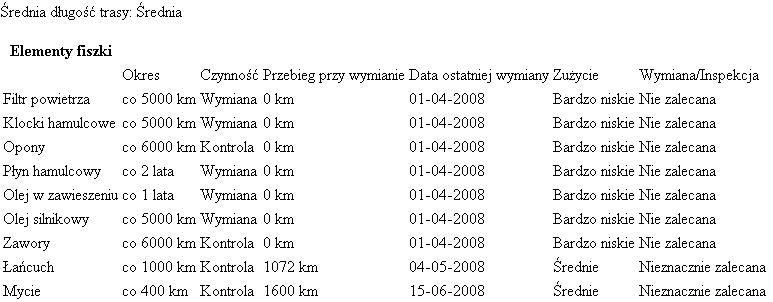 Średnia długość trasy: Średnia
Elementy fiszki
Okres Czynność Przebieg przy wymianie Data ostatniej wymiany Zużycie Wymiana/Inspekcja
Filtr powietrza co 5000 km Wymiana 0 km 01-04-2008 Bardzo niskie Nie zalecana
Klocki hamulcowe co 5000 km Wymiana 0 km 01-04-2008 Bardzo niskie Nie zalecana
Opony co 6000 km Kontrola 0 km 01-04-2008 Bardzo niskie Nie zalecana
Płyn hamulcowy co 2 lata Wymiana 0 km 01-04-2008 Bardzo niskie Nie zalecana
Olej w zawieszeniu co 1 lata Wymiana 0 km 01-04-2008 Bardzo niskie Nie zalecana
Olej silnikowy co 5000 km Wymiana 0 km 01-04-2008 Bardzo niskie Nie zalecana
Zawory co 6000 km Kontrola 0 km 01-04-2008 Bardzo niskie Nie zalecana
Łańcuch co 1000 km Kontrola 1072 km 04-05-2008 Średnie Nieznacznie zalecana
Mycie co 400 km Kontrola 1600 km 15-06-2008 Średnie Nieznacznie zalecana